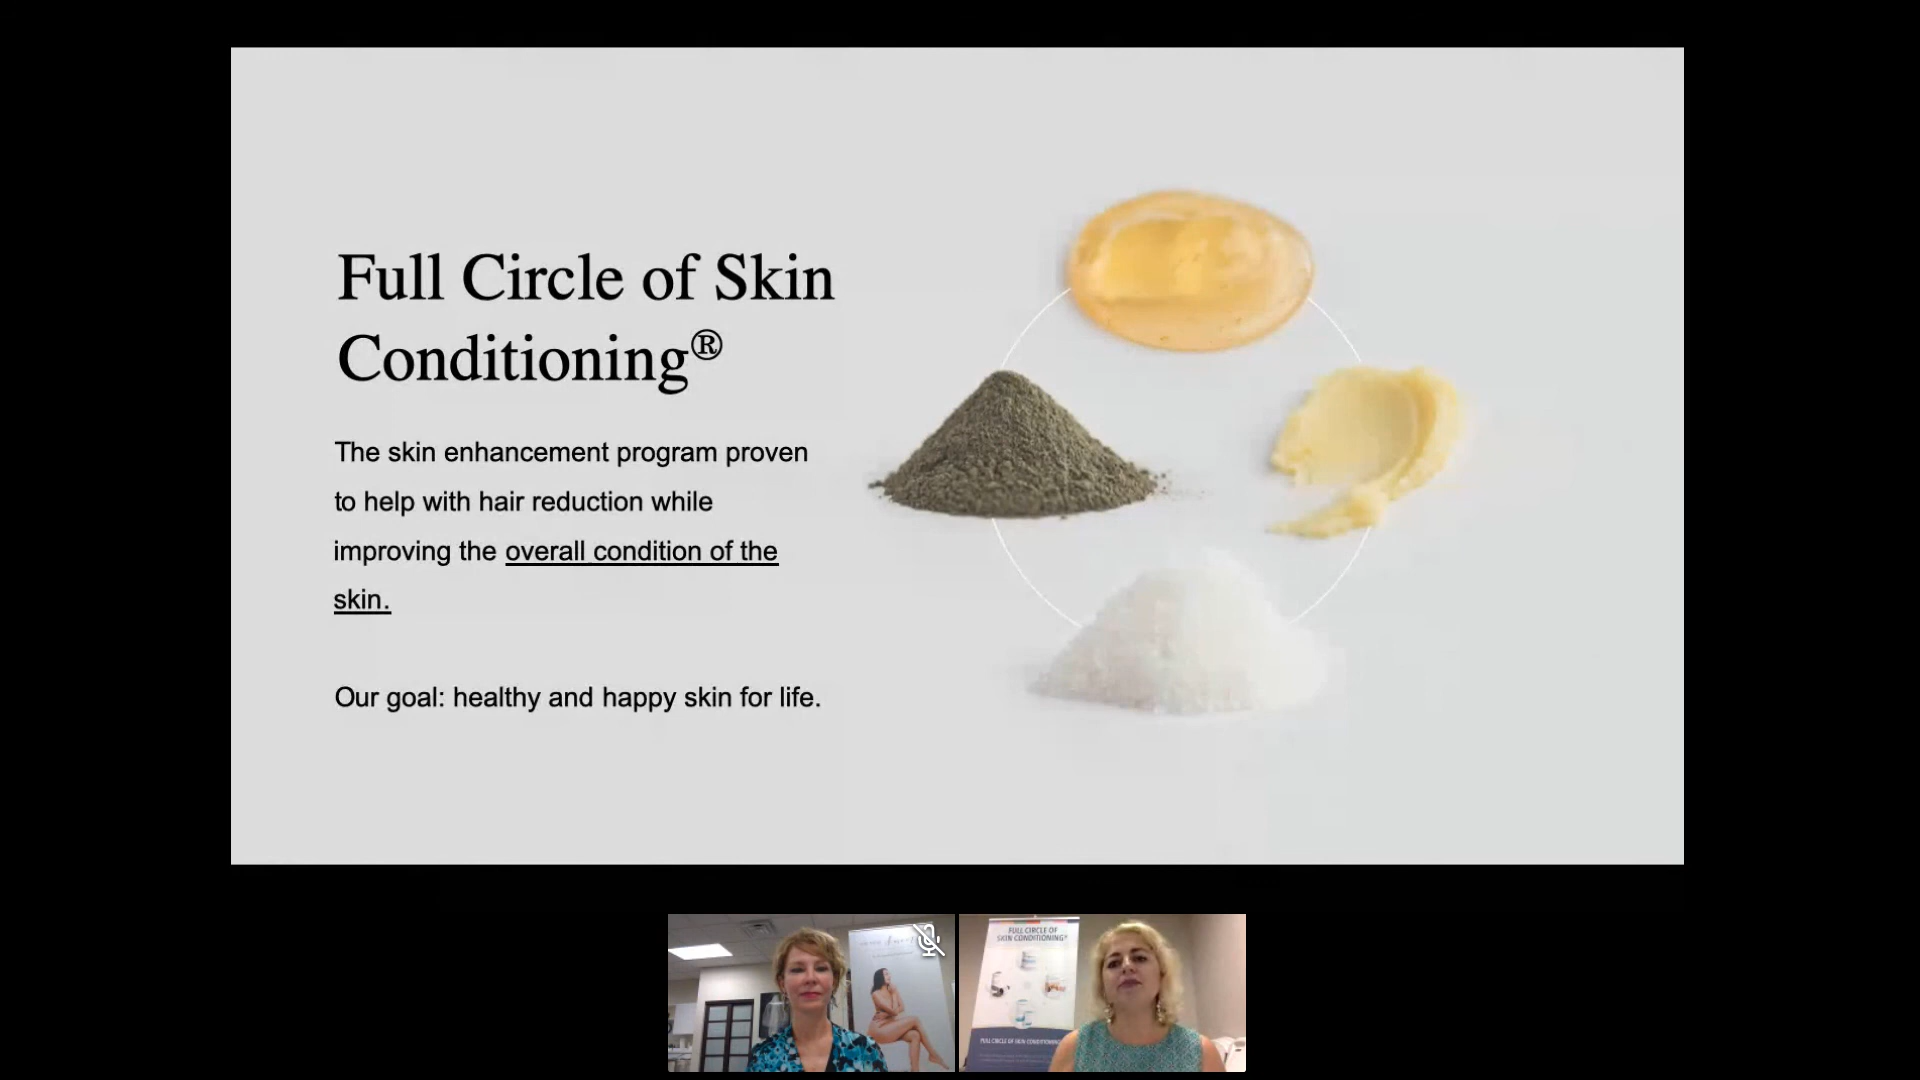 Full Circle of Skin
Conditioning®
The skin enhancement program proven
to help with hair reduction while
improving the overall condition of the
skin.
Our goal: healthy and happy skin for life.
FULL CIRCLE OF
SKIN CONDITIONING®
FULL CIRCLE OF SKIN CONDITIONING